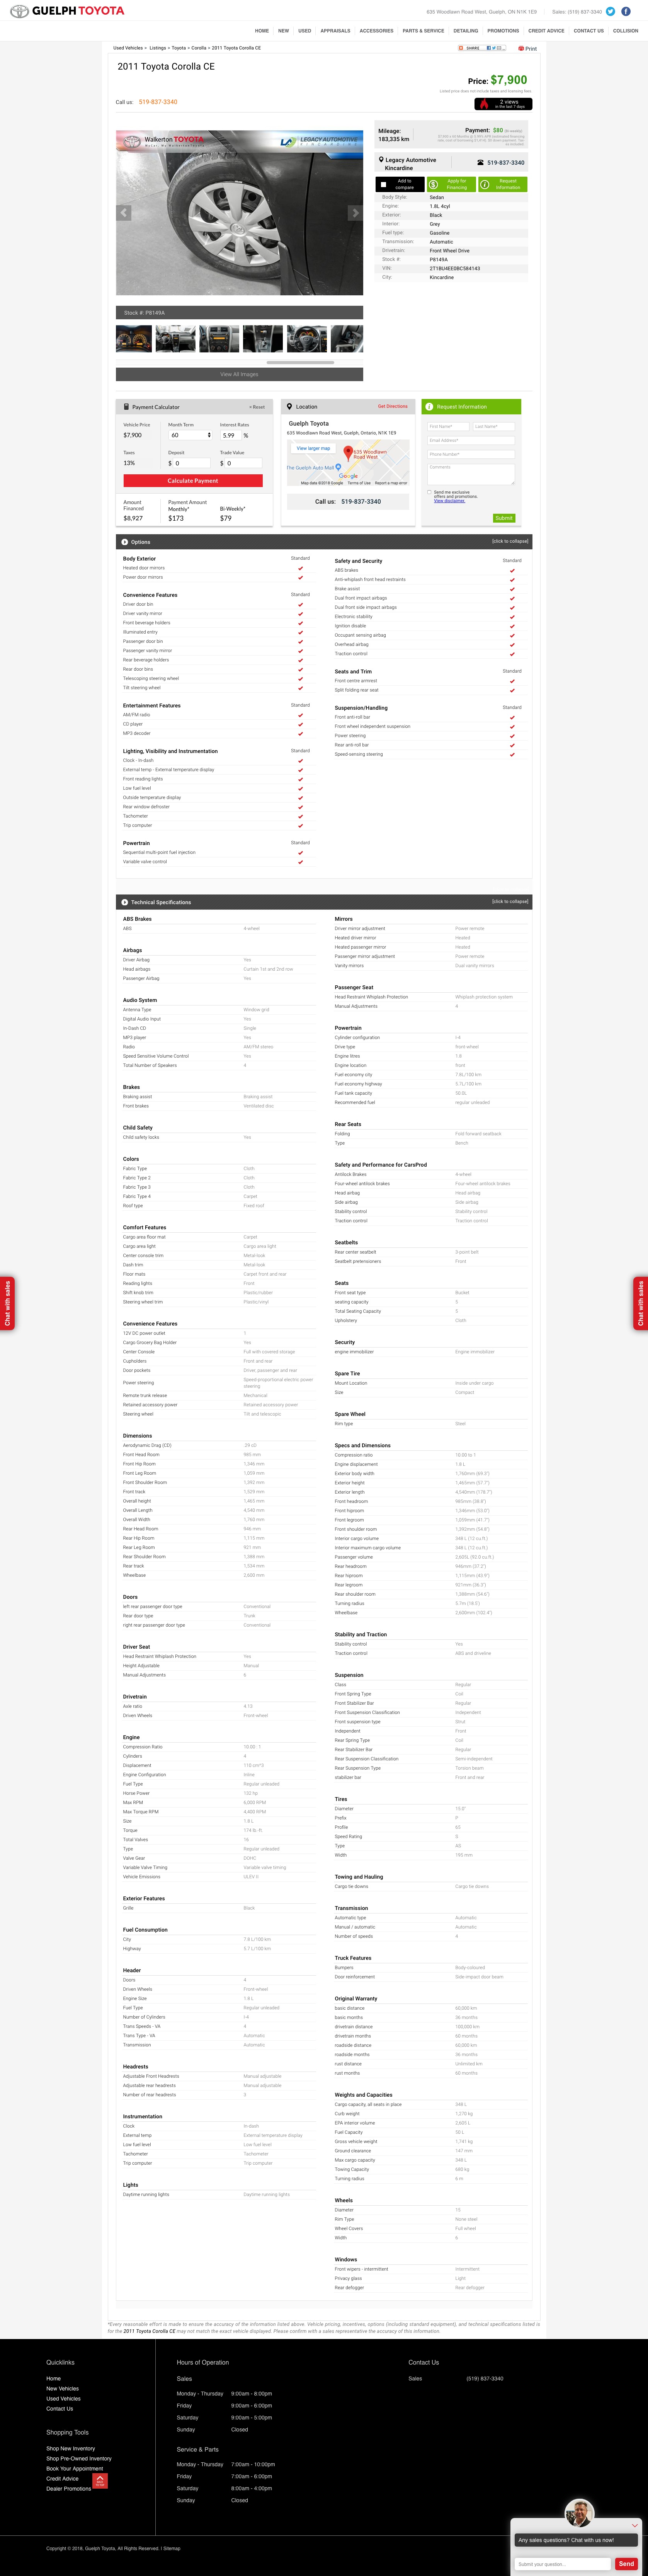 GUELPH TOYOTA
635 Woodlawn Road West, Guelph, ON N1K 1E9 Sales: (519) 837-3340
HOME NEW USED APPRAISALS ACCESSORIES PARTS & SERVICE DETAILING PROMOTIONS CREDIT ADVICE CONTACT US COLLISION
Used Vehicles » Listings » Toyota » Corolla » 2011 Toyota Corolla CE
SHARE Print
2011 Toyota Corolla CE
Price: $7,900
Listed price does not include taxes and licensing fees.
Call us: 519-837-3340
2 views
in the last 7 days
Walkerton TOYOTA LEGACY AUTOMOTIVE
Mileage:
183,335 km
Payment: $80 (Bi-weekly)
Legacy Automotive
Kincardine
519-837-3340
Add to compare
Apply for Financing
Request Information
Body Style: Sedan
Engine: 1.8L 4cyl
Exterior: Black
Interior: Grey
Fuel type: Gasoline
Transmission: Automatic
Drivetrain: Front Wheel Drive
Stock #: P8149A
VIN: 2T1BU4EE0BC584143
City: Kincardine
Stock #: P8149A
View All Images
Payment Calculator
+ Reset
Vehicle Price Month Term Interest Rates
$7,900 60 5.99 %
Taxes Deposit Trade Value
13% $ 0 $ 0
Calculate Payment
Amount Financed Payment Amount
Monthly* Bi Weekly*
$8,927 $173 $79
Location
Get Directions
Guelph Toyota
635 Woodlawn Road West, Guelph, Ontario, N1K 1E9
View larger map
635 Woodlawn Road West
The Guelph Auto Mall
Google
Map data ©2018 Google Terms of Use Report a map error
Call us: 519-837-3340
Request Information
First Name* Last Name*
Email Address*
Phone Number*
Comments
Send me exclusive
offers and promotions.
View disclaimer.
Submit
Options
[click to collapse]
Body Exterior Standard
Heated door mirrors
Power door mirrors
Convenience Features Standard
Driver door bin
Driver vanity mirror
Front beverage holders
Illuminated entry
Passenger door bin
Passenger vanity mirror
Rear beverage holders
Rear door bins
Telescoping steering wheel
Tilt steering wheel
Entertainment Features Standard
AM/FM radio
CD player
MP3 decoder
Lighting, Visibility and Instrumentation Standard
Clock - In-dash
External temp - External temperature display
Front reading lights
Low fuel level
Outside temperature display
Rear window defroster
Tachometer
Trip computer
Powertrain Standard
Sequential multi-point fuel injection
Variable valve control
Safety and Security Standard
ABS brakes
Anti-whiplash front head restraints
Brake assist
Dual front impact airbags
Dual front side impact airbags
Electronic stability
Ignition disable
Occupant sensing airbag
Overhead airbag
Traction control
Seats and Trim Standard
Front centre armrest
Split folding rear seat
Suspension/Handling Standard
Front anti-roll bar
Front wheel independent suspension
Power steering
Rear anti-roll bar
Speed-sensing steering
Technical Specifications
[click to collapse]
ABS Brakes
ABS 4-wheel
Airbags
Driver Airbag Yes
Head airbags Curtain 1st and 2nd row
Passenger Airbag Yes
Audio System
Antenna Type Window grid
Digital Audio Input Yes
In-Dash CD Single
MP3 player Yes
Radio AM/FM stereo
Speed Sensitive Volume Control Yes
Total Number of Speakers 4
Brakes
Braking assist Braking assist
Front brakes Ventilated disc
Child Safety
Child safety locks Yes
Colors
Fabric Type Cloth
Fabric Type 2 Cloth
Fabric Type 3 Cloth
Fabric Type 4 Carpet
Roof type Fixed roof
Comfort Features
Cargo area floor mat Carpet
Cargo area light Cargo area light
Center console trim Metal-look
Dash trim Metal-look
Floor mats Carpet front and rear
Reading lights Front
Shift knob trim Plastic/rubber
Steering wheel trim Plastic/vinyl
Convenience Features
12V DC power outlet 1
Cargo Grocery Bag Holder Yes
Center Console Full with covered storage
Cupholders Front and rear
Door pockets Driver, passenger and rear
Power steering Speed-proportional electric power steering
Remote trunk release Mechanical
Retained accessory power Retained accessory power
Steering wheel Tilt and telescopic
Dimensions
Aerodynamic Drag (CD) .29 cD
Front Head Room 985 mm
Front Hip Room 1,346 mm
Front Leg Room 1,059 mm
Front Shoulder Room 1,392 mm
Front track 1,529 mm
Overall height 1,465 mm
Overall Length 4,540 mm
Overall Width 1,760 mm
Rear Head Room 946 mm
Rear Hip Room 1,115 mm
Rear Leg Room 921 mm
Rear Shoulder Room 1,388 mm
Rear track 1,534 mm
Wheelbase 2,600 mm
Doors
left rear passenger door type Conventional
Rear door type Trunk
right rear passenger door type Conventional
Driver Seat
Head Restraint Whiplash Protection Yes
Height Adjustable Manual
Manual Adjustments 6
Drivetrain
Axle ratio 4.13
Driven Wheels Front-wheel
Engine
Compression Ratio 10.00 : 1
Cylinders 4
Displacement 110 cm^3
Engine Configuration Inline
Fuel Type Regular unleaded
Horse Power 132 hp
Max RPM 6,000 RPM
Max Torque RPM 4,400 RPM
Size 1.8 L
Torque
Total Valves 16
Type Regular unleaded
Valve Gear DOHC
Variable Valve Timing Variable valve timing
Vehicle Emissions ULEV II
Exterior Features
Grille Black
Fuel Consumption
City 7.8 L/100 km
Highway 5.7 L/100 km
Header
Doors 4
Driven Wheels Front-wheel
Engine Size 1.8 L
Fuel Type Regular unleaded
Number of Cylinders I-4
Trans Speeds - VA 4
Trans Type - VA Automatic
Transmission Automatic
Headrests
Adjustable Front Headrests Manual adjustable
Adjustable rear headrests Manual adjustable
Number of rear headrests 3
Instrumentation
Clock In-dash
External temp External temperature display
Low fuel level Low fuel level
Tachometer Tachometer
Trip computer Trip computer
Lights
Daytime running lights Daytime running lights
Mirrors
Driver mirror adjustment Power remote
Heated driver mirror Heated
Heated passenger mirror Heated
Passenger mirror adjustment Power remote
Vanity mirrors Dual vanity mirrors
Passenger Seat
Head Restraint Whiplash Protection Whiplash protection system
Manual Adjustments 4
Powertrain
Cylinder configuration I-4
Drive type front-wheel
Engine litres 1.8
Engine location front
Fuel economy city 7.8L/100 km
Fuel economy highway 5.7L/100 km
Fuel tank capacity 50.0L
Recommended fuel regular unleaded
Rear Seats
Folding Fold forward seatback
Type Bench
Safety and Performance for CarsProd
Antilock Brakes 4-wheel
Four-wheel antilock brakes Four-wheel antilock brakes
Head airbag Head airbag
Side airbag Side airbag
Stability control Stability control
Traction control Traction control
Seatbelts
Rear center seatbelt 3-point belt
Seatbelt pretensioners Front
Seats
Front seat type Bucket
seating capacity 5
Total Seating Capacity 5
Upholstery Cloth
Security
engine immobilizer Engine immobilizer
Spare Tire
Mount Location Inside under cargo
Size Compact
Spare Wheel
Rim type Steel
Specs and Dimensions
Compression ratio 10.00 to 1
Engine displacement 1.8 L
Exterior body width 1,760mm (69.3")
Exterior height 1,465mm (57.7")
Exterior length 4,540mm (178.7")
Front headroom 985mm (38.8")
Front hiproom 1,346mm (53.0")
Front legroom 1,059mm (41.7")
Front shoulder room 1,392mm (54.8")
Interior cargo volume 348 L (12 cu.ft.)
Interior maximum cargo volume 348 L (12 cu.ft.)
Passenger volume 2,605L (92.0 cu.ft.)
Rear headroom 946mm (37.2")
Rear hiproom 1,115mm (43.9")
Rear legroom 921mm (36.3")
Rear shoulder room 1,388mm (54.6")
Turning radius 5.7m (18.5')
Wheelbase 2,600mm (102.4")
Stability and Traction
Stability control Yes
Traction control ABS and driveline
Suspension
Class Regular
Front Spring Type Coil
Front Stabilizer Bar Regular
Front Suspension Classification Independent
Front suspension type Strut
Independent Front
Rear Spring Type Coil
Rear Stabilizer Bar Regular
Rear Suspension Classification Semi-independent
Rear Suspension Type Torsion beam
stabilizer bar Front and rear
Tires
Diameter 15.0"
Prefix P
Profile 65
Speed Rating S
Type AS
Width 195 mm
Towing and Hauling
Cargo tie downs Cargo tie downs
Transmission
Automatic type Automatic
Manual / automatic Automatic
Number of speeds 4
Truck Features
Bumpers Body-coloured
Door reinforcement Side-impact door beam
Original Warranty
basic distance 60,000 km
basic months 36 months
drivetrain distance 100,000 km
drivetrain months 60 months
roadside distance 60,000 km
roadside months 36 months
rust distance Unlimited km
rust months 60 months
Weights and Capacities
Cargo capacity, all seats in place 348 L
Curb weight 1,270 kg
EPA interior volume 2,605 L
Fuel Capacity 50 L
Gross vehicle weight 1,741 kg
Ground clearance 147 mm
Max cargo capacity 348 L
Towing Capacity 680 kg
Turning radius 6 m
Wheels
Diameter 15
Rim Type None steel
Wheel Covers Full wheel
Width 6
Windows
Front wipers - intermittent Intermittent
Privacy glass Light
Rear defogger Rear defogger
*Every reasonable effort is made to ensure the accuracy of the information listed above. Vehicle pricing, incentives, options (including standard equipment), and technical specifications listed is
for the 2011 Toyota Corolla CE may not match the exact vehicle displayed. Please confirm with a sales representative the accuracy of this information.
Chat with sales
Chat with sales
Quicklinks
Home
New Vehicles
Used Vehicles
Contact Us
Shopping Tools
Shop New Inventory
Shop Pre-Owned Inventory
Book Your Appointment
Credit Advice
Dealer Promotions
Hours of Operation
Sales
Monday - Thursday 9:00am - 8:00pm
Friday 9:00am - 6:00pm
Saturday 9:00am - 5:00pm
Sunday Closed
Service & Parts
Monday - Thursday 7:00am - 10:00pm
Friday 7:00am - 6:00pm
Saturday 8:00am - 4:00pm
Sunday Closed
Contact Us
Sales (519) 837-3340
Copyright © 2018, Guelph Toyota, All Rights Reserved. | Sitemap
Any sales questions? Chat with us now!
Submit your question...
Send